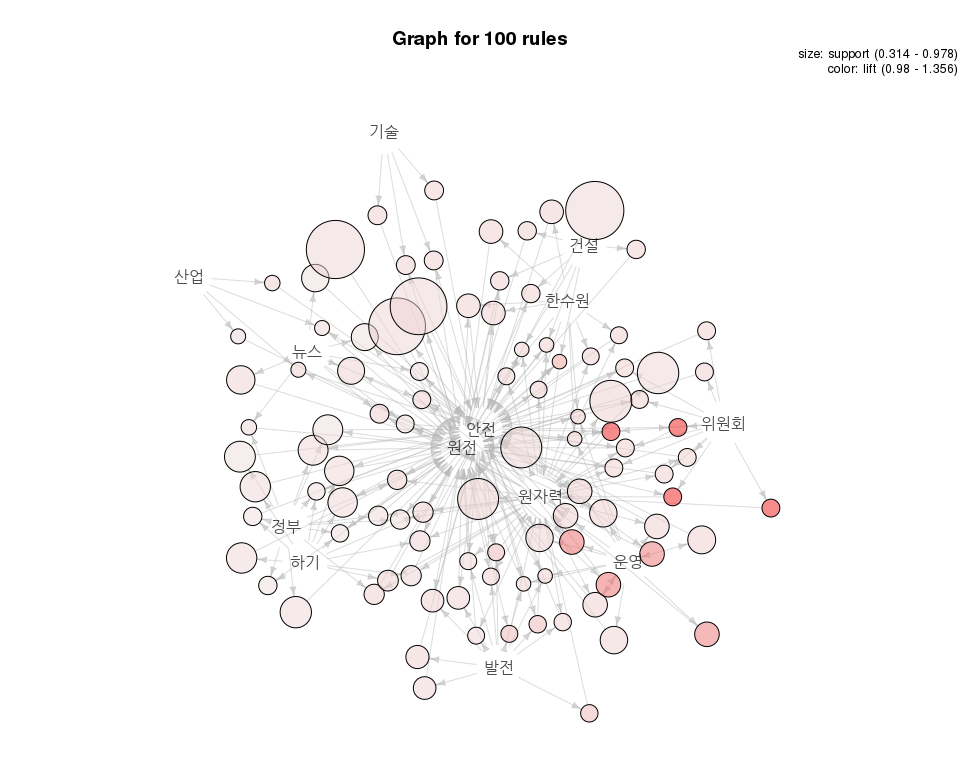 Graph for 100 rules
size: support (0.314 - 0.978)
color: lift (0.98 - 1.356)
기술
건설
산업
한수원
뉴스
위원회
안전
원전
원자력
정부
하기
운영
발전